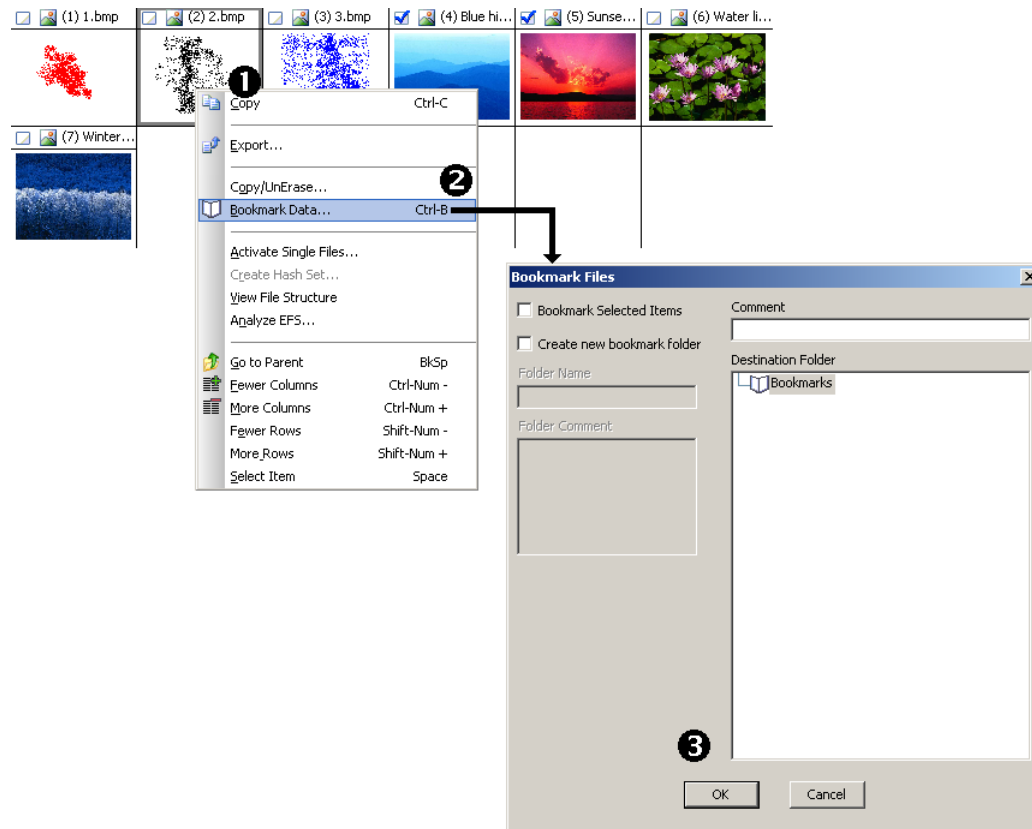 (1) 1.bmp
(2) 2.bmp
(3) 3.bmp
(4) Blue hi...
(5) Sunse...
(6) Water li...
(7) Winter...
1
Copy Ctrl-C
Export...
2
Copy/UnErase...
Bookmark Data... Ctrl-B
Activate Single Files...
Create Hash Set...
View File Structure
Analyze EFS...
Go to Parent BkSp
Fewer Columns Ctrl-Num -
More Columns Ctrl-Num +
Fewer Rows Shift-Num -
More Rows Shift-Num +
Select Item Space
Bookmark Files
Bookmark Selected Items
Create new bookmark folder
Folder Name
Folder Comment
Comment
Destination Folder
Bookmarks
3
OK Cancel